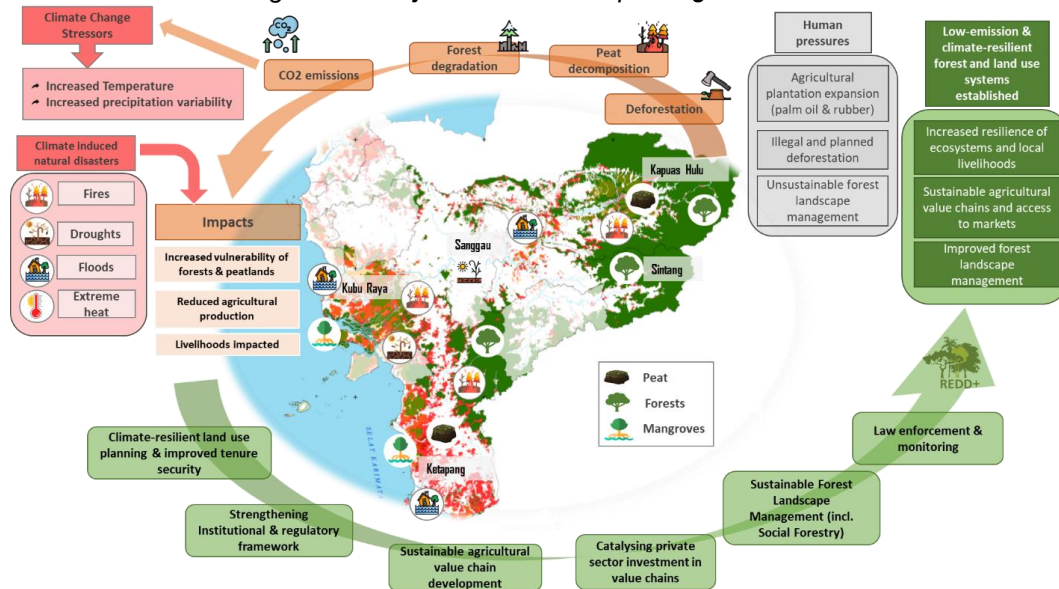 Climate Change
Stressors
Increased Temperature
Increased precipitation variability
CO2
CO2 emissions
Forest
degradation
Peat
decomposition
Deforestation
Human
pressures
Agricultural
plantation expansion
(palm oil & rubber)
Illegal and planned
deforestation
Unsustainable forest
landscape
management
Low-emission &
climate-resilient
forest and land use
systems
established
Increased resilience of
ecosystems and local
livelihoods
Sustainable agricultural
value chains and access
to markets
Improved forest
landscape
management
Climate induced
natural disasters
Fires
Droughts
Floods
Extreme
heat
Impacts
Increased vulnerability of
forests & peatlands
Reduced agricultural
production
Livelihoods impacted
Kapuas Hulu
Sanggau
Sintang
Kubu Raya
Ketapang
SELAT KARIMATA
Peat
Forests
Mangroves
REDD+
Climate-resilient land use
planning & improved tenure
security
Strengthening
Institutional & regulatory
framework
Sustainable agricultural
value chain
development
Catalysing private
sector investment in
value chains
Sustainable Forest
Landscape
Management (incl.
Social Forestry)
Law enforcement &
monitoring